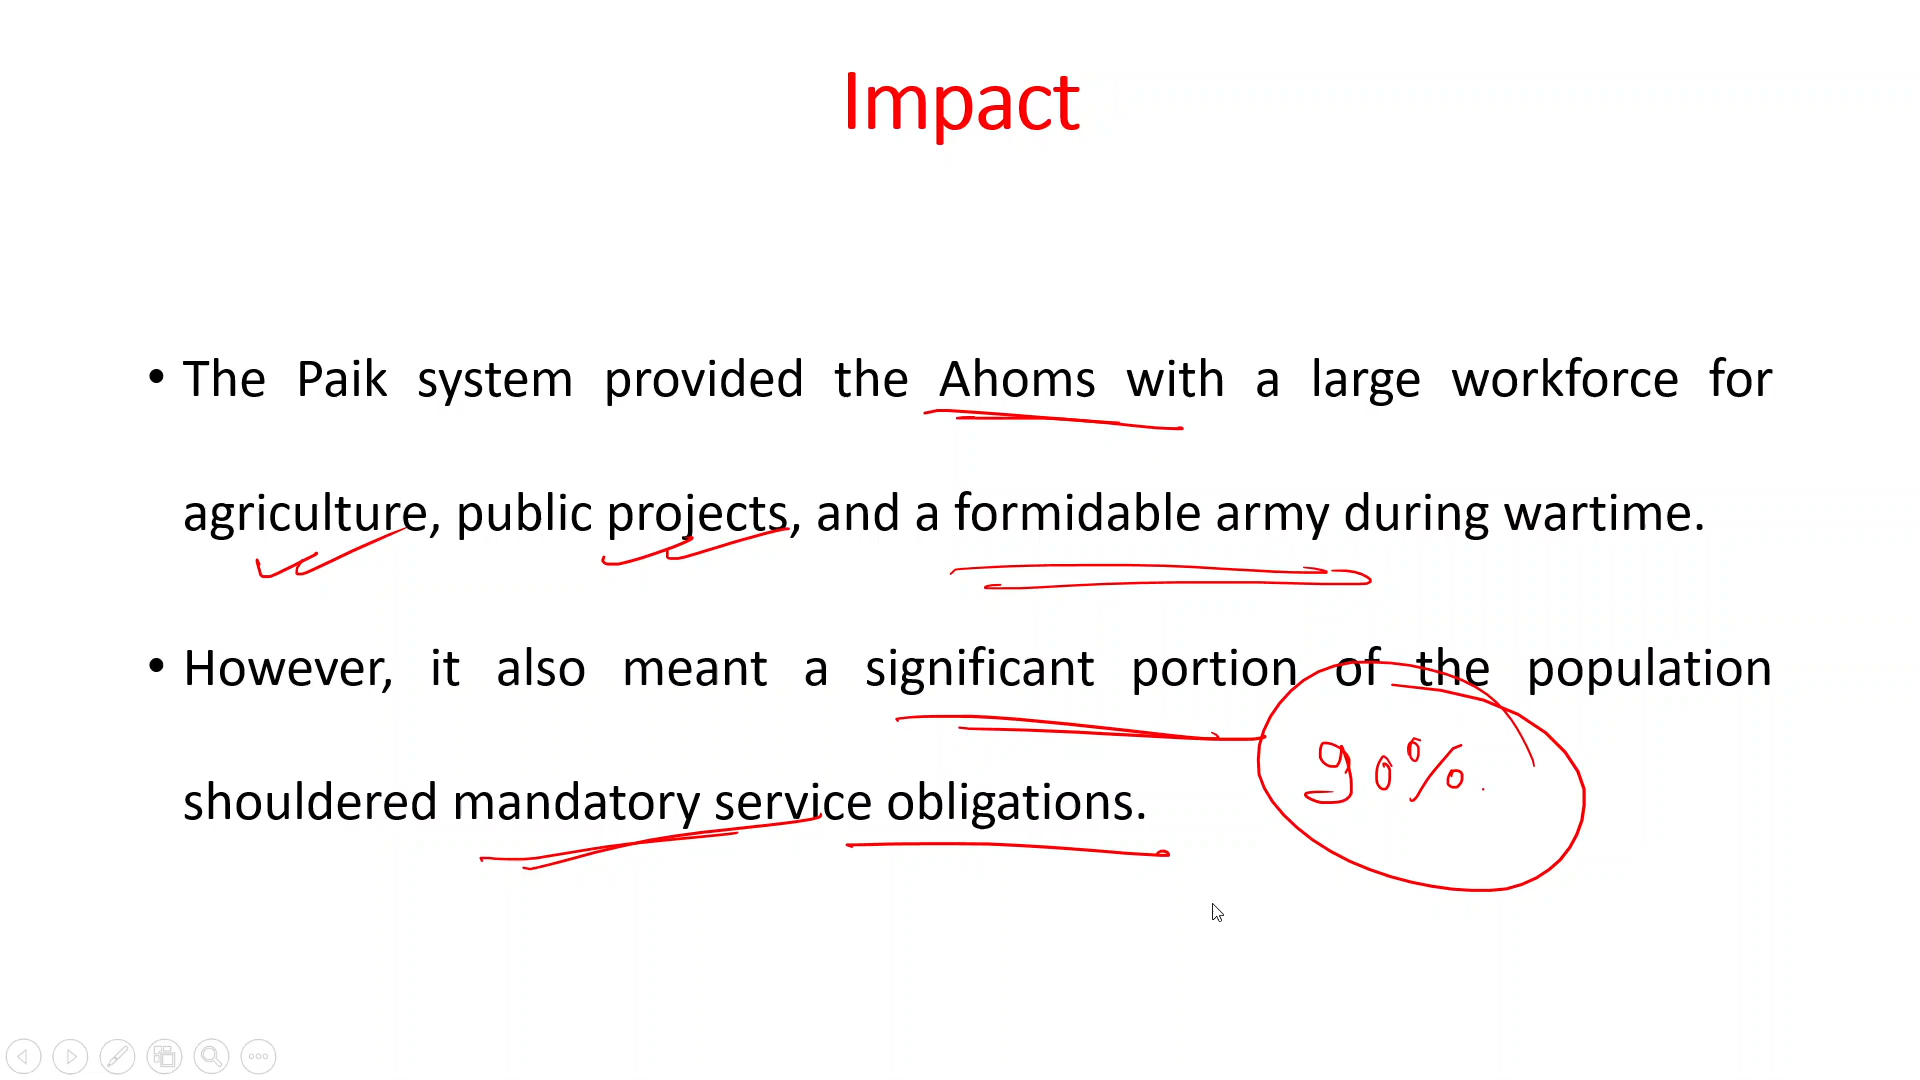 Impact
• The Paik system provided the Ahoms with a large workforce for
agriculture, public projects, and a formidable army during wartime.
• However, it also meant a significant portion of the population
shouldered mandatory service obligations.
90%